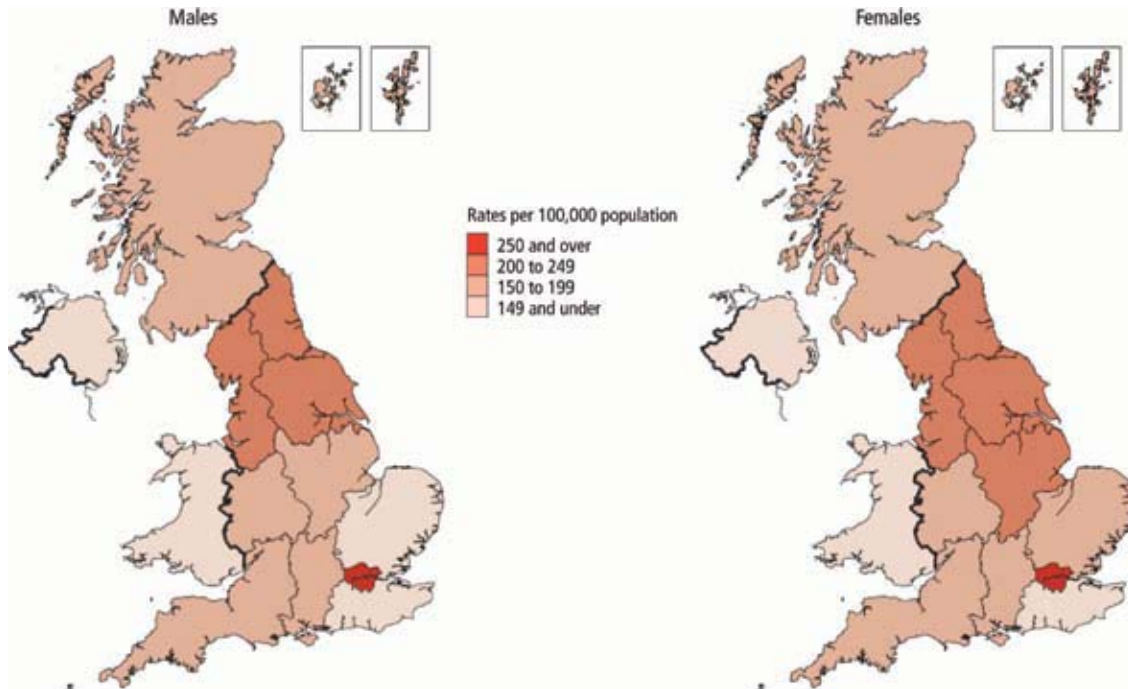 Males
Females
Rates per 100,000 population
250 and over
200 to 249
150 to 199
149 and under